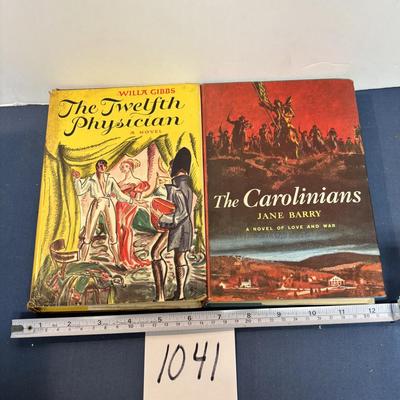 WILLA GIBBS
The Twelfth
Physician
A NOVEL
The Carolinians
JANE BARRY
A NOVEL OF LOVE AND WAR
1 2 3 4 5 6 7 8 9 10 11 12
1041